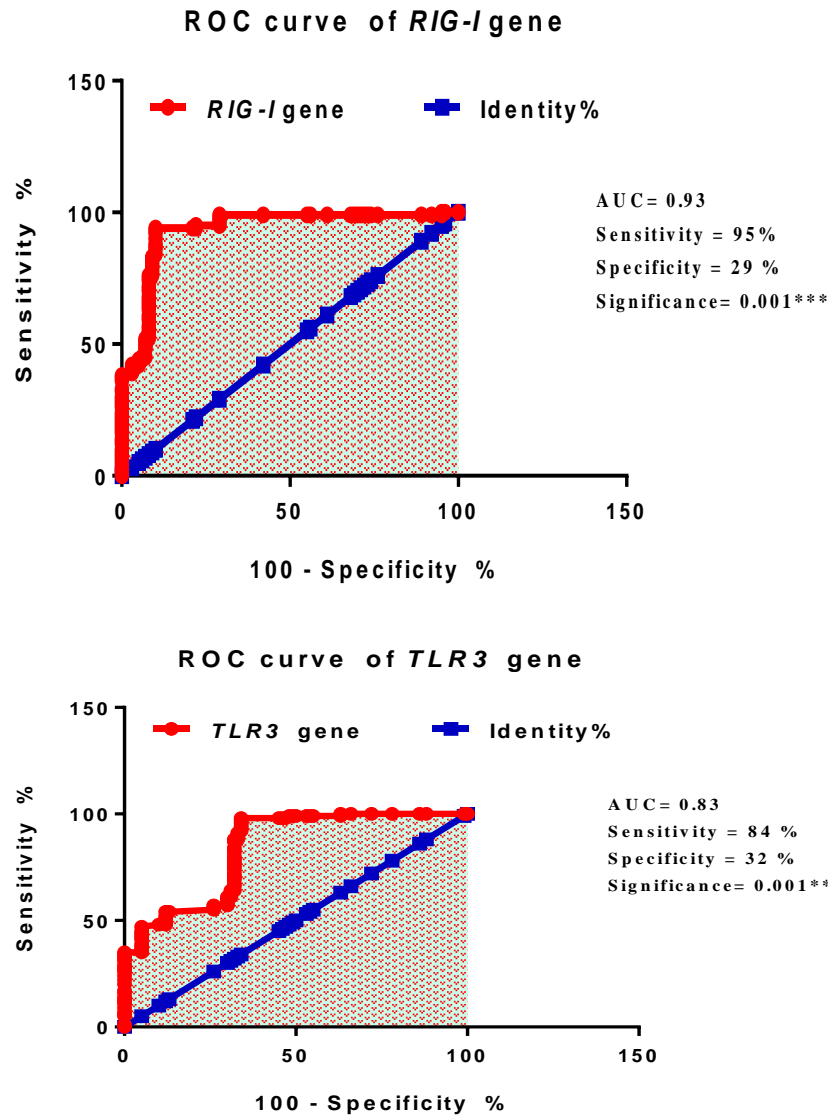 ROC curve of RIG-I gene
150
RIG-I gene
Identity%
100
50
0
Sensitivity %
0 50 100 150
100 - Specificity %
AUC= 0.93
Sensitivity = 95%
Specificity = 29 %
Significance= 0.001***
ROC curve of TLR3 gene
150
TLR3 gene
Identity%
100
50
0
Sensitivity %
0 50 100 150
100 - Specificity %
AUC= 0.83
Sensitivity = 84 %
Specificity = 32 %
Significance= 0.001**